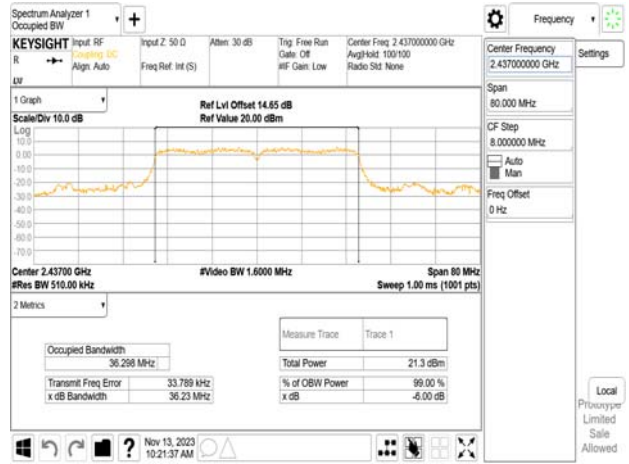 Spectrum Analyzer 1
Occupied BW
Frequency
KEYSIGHT
R
Input: RF
Coupling: DC
Align: Auto
Input Z: 50 Ω
Freq Ref: Int (S)
Atten: 30 dB
Trig: Free Run
Gate: Off
#IF Gain: Low
Center Freq: 2.437000000 GHz
Avg|Hold: 100/100
Radio Std: None
Center Frequency
2.437000000 GHz
Settings
Span
80.000 MHz
CF Step
8.000000 MHz
Auto
Man
Freq Offset
0 Hz
1 Graph
Scale/Div 10.0 dB
Ref Lvl Offset 14.65 dB
Ref Value 20.00 dBm
Log
10.0
0.00
-10.0
-20.0
-30.0
-40.0
-50.0
-60.0
-70.0
Center 2.43700 GHz
#Res BW 510.00 kHz
#Video BW 1.6000 MHz
Span 80 MHz
Sweep 1.00 ms (1001 pts)
2 Metrics
Measure Trace
Trace 1
Occupied Bandwidth
36.298 MHz
Total Power
21.3 dBm
Transmit Freq Error
33.789 kHz
% of OBW Power
99.00 %
x dB Bandwidth
36.23 MHz
x dB
-6.00 dB
Local
Prototype
Limited
Sale
Allowed
Nov 13, 2023
10:21:37 AM